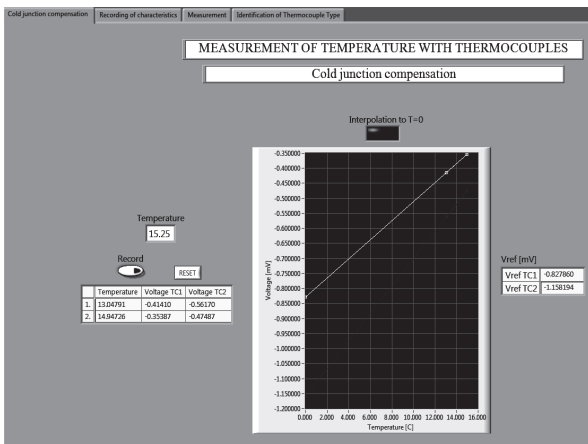 Cold junction compensation Recording of characteristics Measurement Identification of Thermocouple Type
MEASUREMENT OF TEMPERATURE WITH THERMOCOUPLES
Cold junction compensation
Interpolation to T=0
Temperature
15.25
Record
RESET
Temperature Voltage TC1 Voltage TC2
1. 13.04791 -0.41410 -0.56170
2. 14.94726 -0.35387 -0.47487
Voltage [mV]
-0.350000
-0.400000
-0.450000
-0.500000
-0.550000
-0.600000
-0.650000
-0.700000
-0.750000
-0.800000
-0.850000
-0.900000
-0.950000
-1.000000
-1.050000
-1.100000
-1.150000
-1.200000
0.000 2.000 4.000 6.000 8.000 10.000 12.000 14.000 16.000
Temperature [C]
Vref [mV]
Vref TC1 -0.827860
Vref TC2 -1.158194